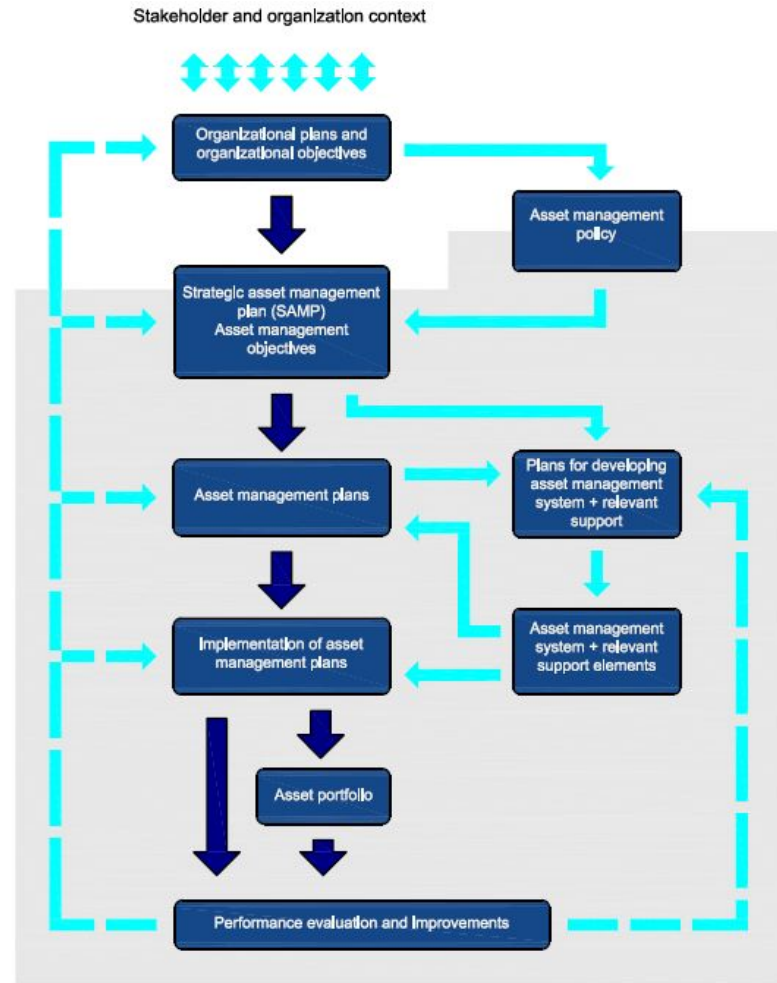 Stakeholder and organization context
Organizational plans and
organizational objectives
Asset management
policy
Strategic asset management
plan (SAMP)
Asset management
objectives
Asset management plans
Plans for developing
asset management
system + relevant
support
Implementation of asset
management plans
Asset management
system + relevant
support elements
Asset portfolio
Performance evaluation and improvements